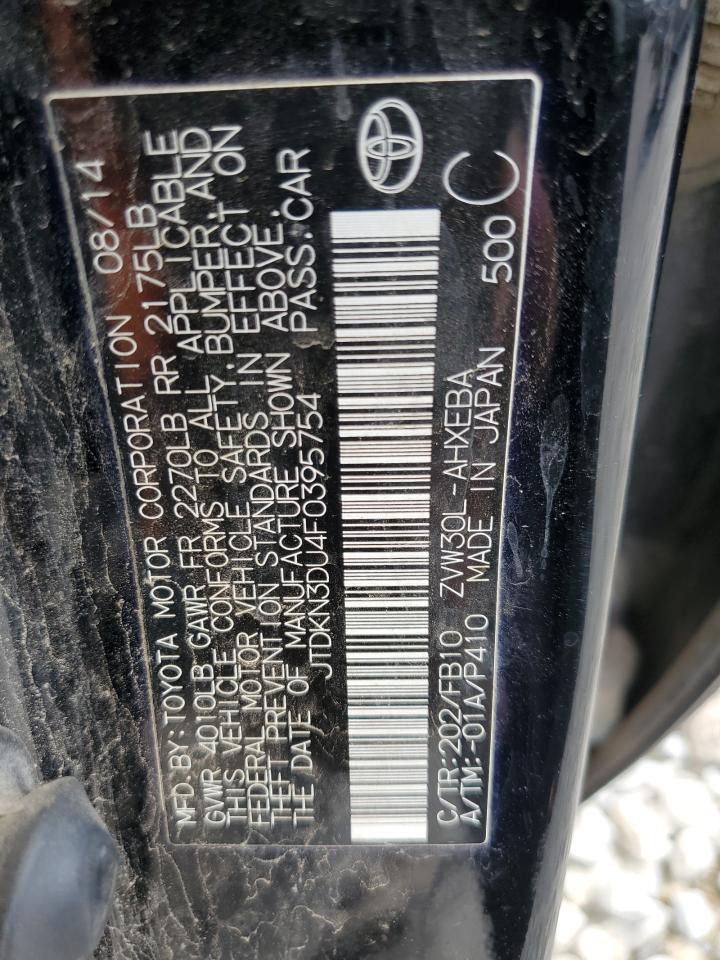 MFD.BY:TOYOTA MOTOR CORPORATION 08/14
GVWR 4010LB GAWR FR 2270LB RR 2175LB
THIS VEHICLE CONFORMS TO ALL APPLICABLE
FEDERAL MOTOR VEHICLE SAFETY,BUMPER,AND
THEFT PREVENTION STANDARDS IN EFFECT ON
THE DATE OF MANUFACTURE SHOWN ABOVE.
JTDKN3DU4F0395754 PASS.CAR
C/TR:202/FB10 ZVW30L-AHXEBA
A/TM:-01A/P410 MADE IN JAPAN 500 C